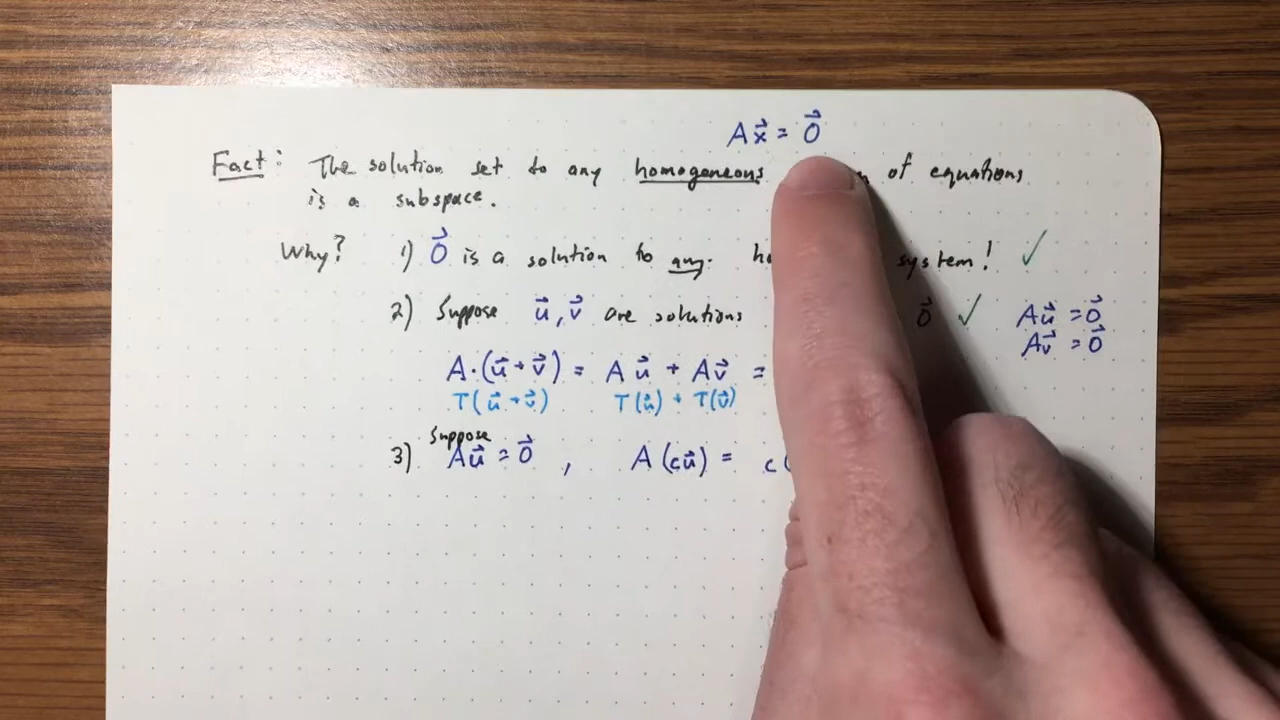 A x⃗ = 0⃗
Fact: The solution set to any homogeneous of equations
is a subspace.
Why? 1) 0⃗ is a solution to any. system! ✓
2) Suppose u⃗, v⃗ are solutions 0⃗ ✓ Au⃗ = 0⃗
Av⃗ = 0⃗
A·(u⃗+v⃗) = Au⃗ + Av⃗ =
T(u⃗+v⃗) T(u⃗) + T(v⃗)
Suppose
3) Au⃗ = 0⃗ , A(cu⃗) = c(